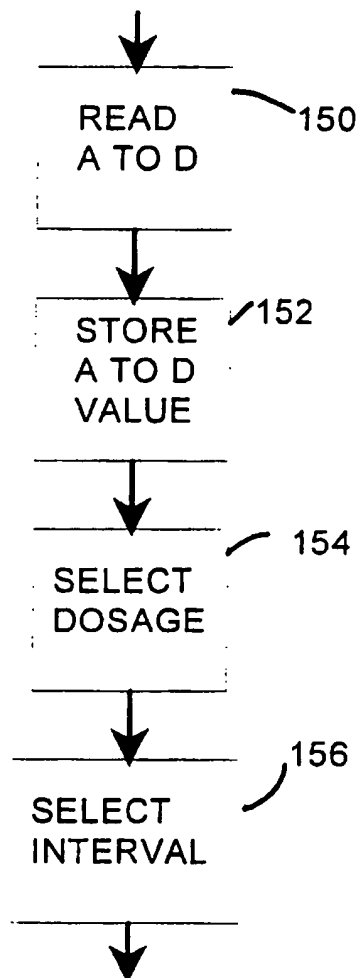 READ
A TO D
150
STORE
A TO D
VALUE
152
SELECT
DOSAGE
154
SELECT
INTERVAL
156